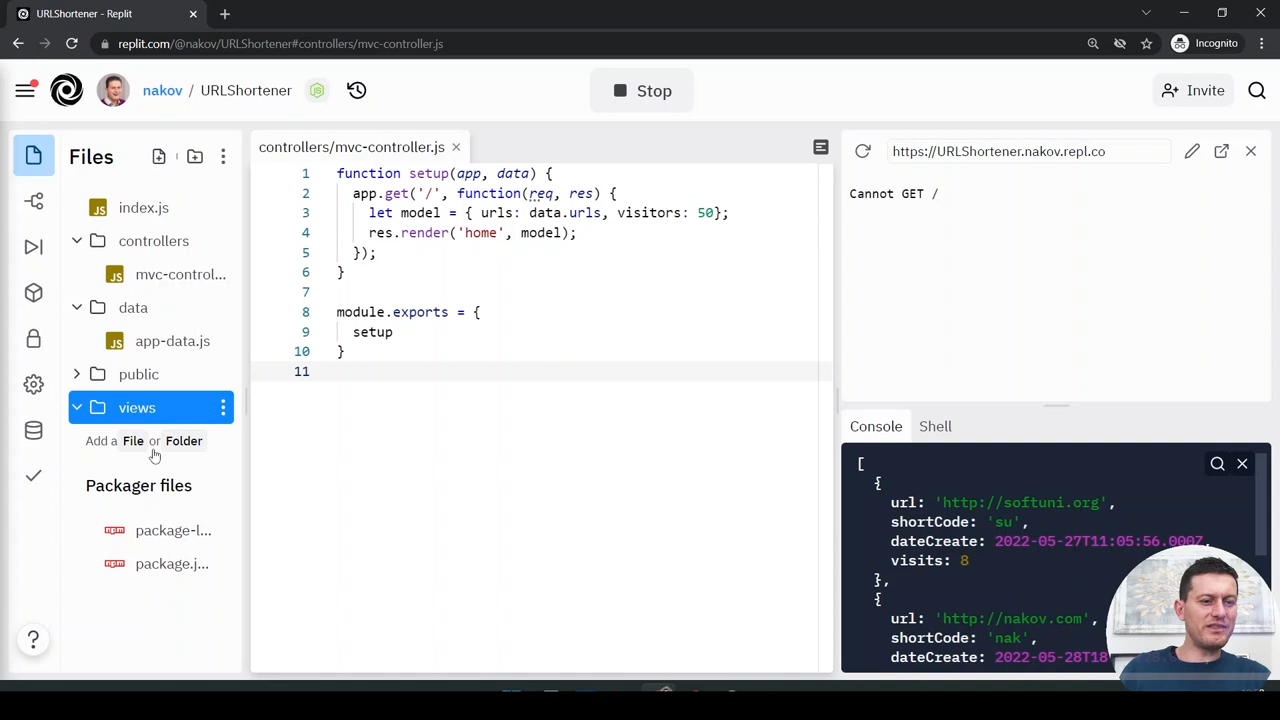 URLShortener - Replit
replit.com/@nakov/URLShortener#controllers/mvc-controller.js
Incognito
nakov / URLShortener
Stop
Invite
Files
index.js
controllers
mvc-control...
data
app-data.js
public
views
Add a File or Folder
Packager files
package-l...
package.j...
controllers/mvc-controller.js
1 function setup(app, data) {
2 app.get('/', function(req, res) {
3 let model = { urls: data.urls, visitors: 50};
4 res.render('home', model);
5 });
6 }
7
8 module.exports = {
9 setup
10 }
11
https://URLShortener.nakov.repl.co
Cannot GET /
Console Shell
[
{
url: 'http://softuni.org',
shortCode: 'su',
dateCreate: 2022-05-27T11:05:56.000Z,
visits: 8
},
{
url: 'http://nakov.com',
shortCode: 'nak',
dateCreate: 2022-05-28T18